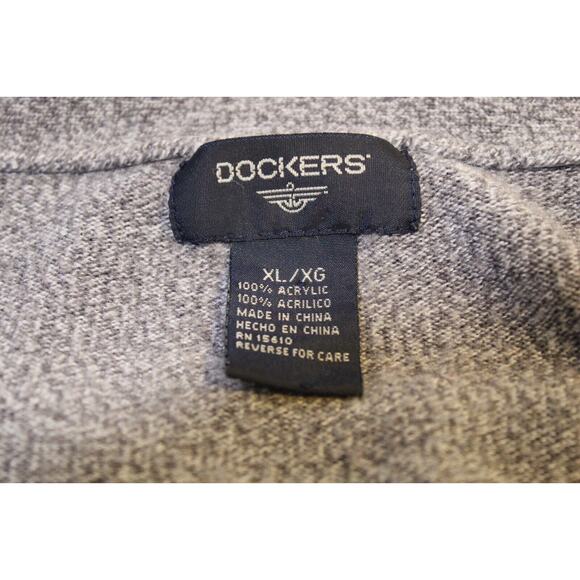 DOCKERS
XL/XG
100% ACRYLIC
100% ACRILICO
MADE IN CHINA
HECHO EN CHINA
RN 15610
REVERSE FOR CARE